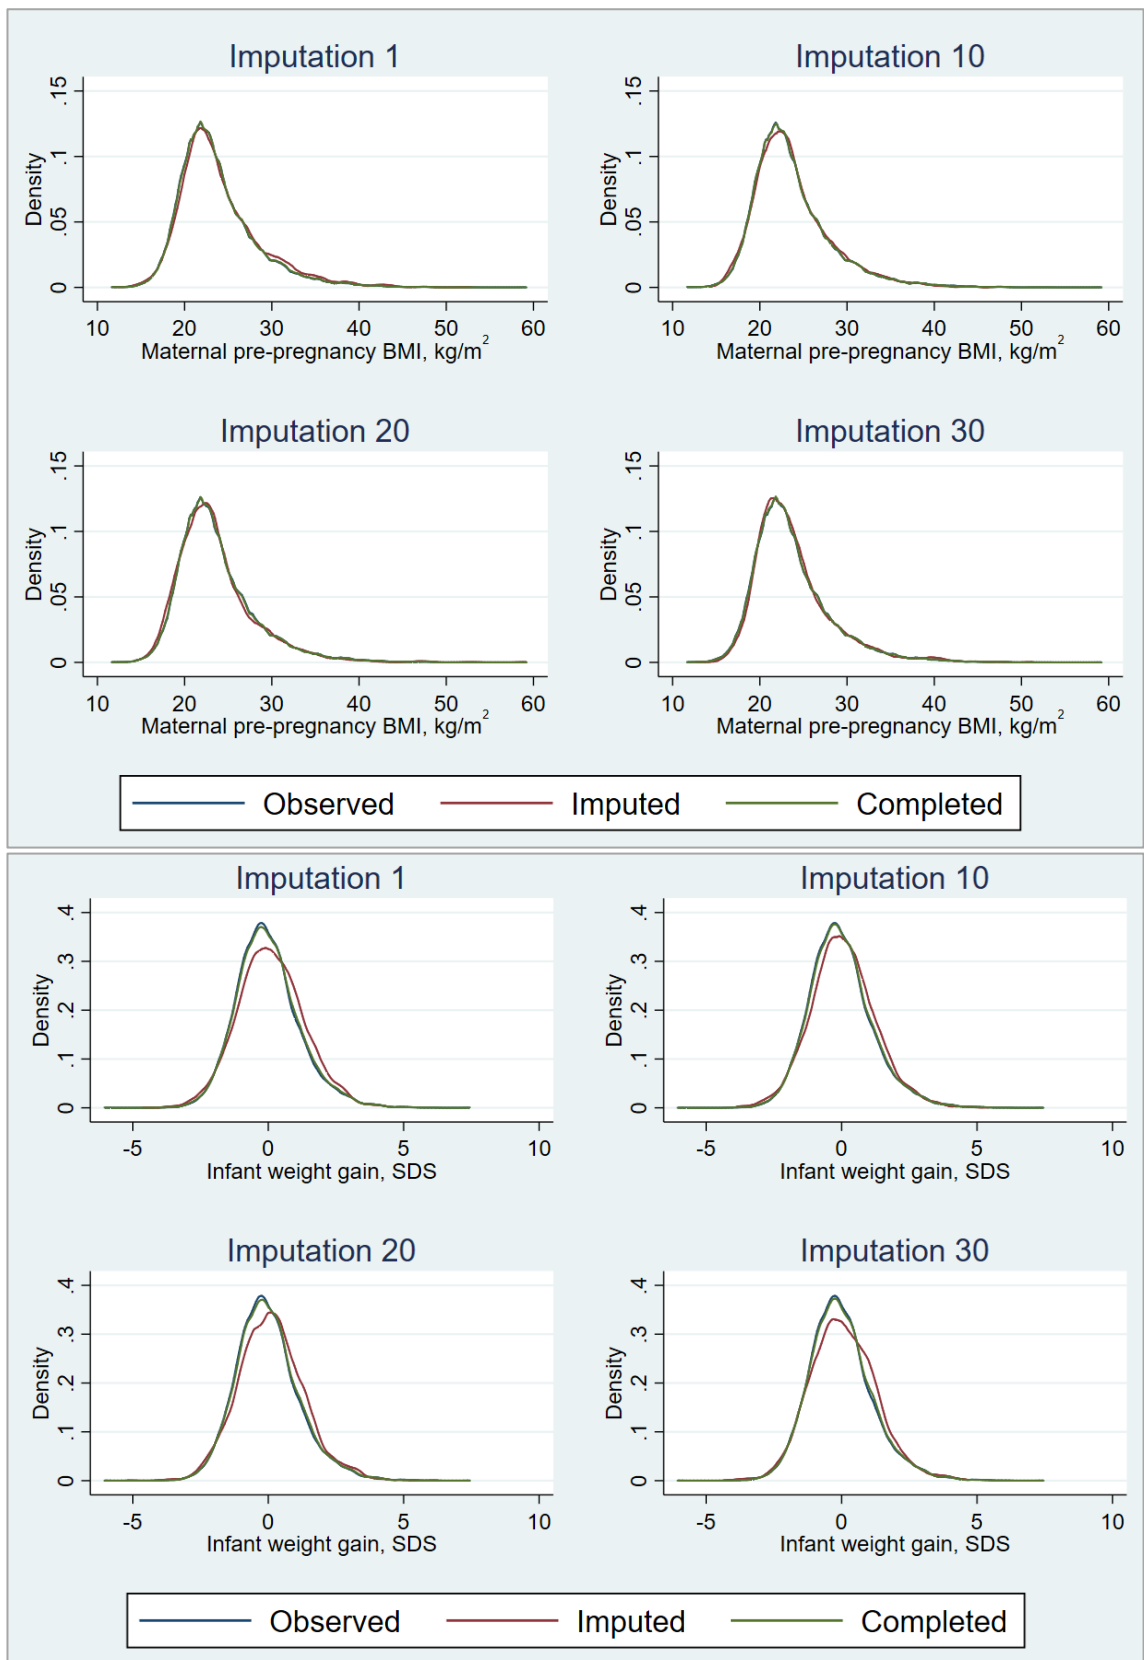 Imputation 1
Density
.15
.1
.05
0
10 20 30 40 50 60
Maternal pre-pregnancy BMI, kg/m²
Imputation 10
Density
.15
.1
.05
0
10 20 30 40 50 60
Maternal pre-pregnancy BMI, kg/m²
Imputation 20
Density
.15
.1
.05
0
10 20 30 40 50 60
Maternal pre-pregnancy BMI, kg/m²
Imputation 30
Density
.15
.1
.05
0
10 20 30 40 50 60
Maternal pre-pregnancy BMI, kg/m²
Observed Imputed Completed
Imputation 1
Density
.4
.3
.2
.1
0
-5 0 5 10
Infant weight gain, SDS
Imputation 10
Density
.4
.3
.2
.1
0
-5 0 5 10
Infant weight gain, SDS
Imputation 20
Density
.4
.3
.2
.1
0
-5 0 5 10
Infant weight gain, SDS
Imputation 30
Density
.4
.3
.2
.1
0
-5 0 5 10
Infant weight gain, SDS
Observed Imputed Completed